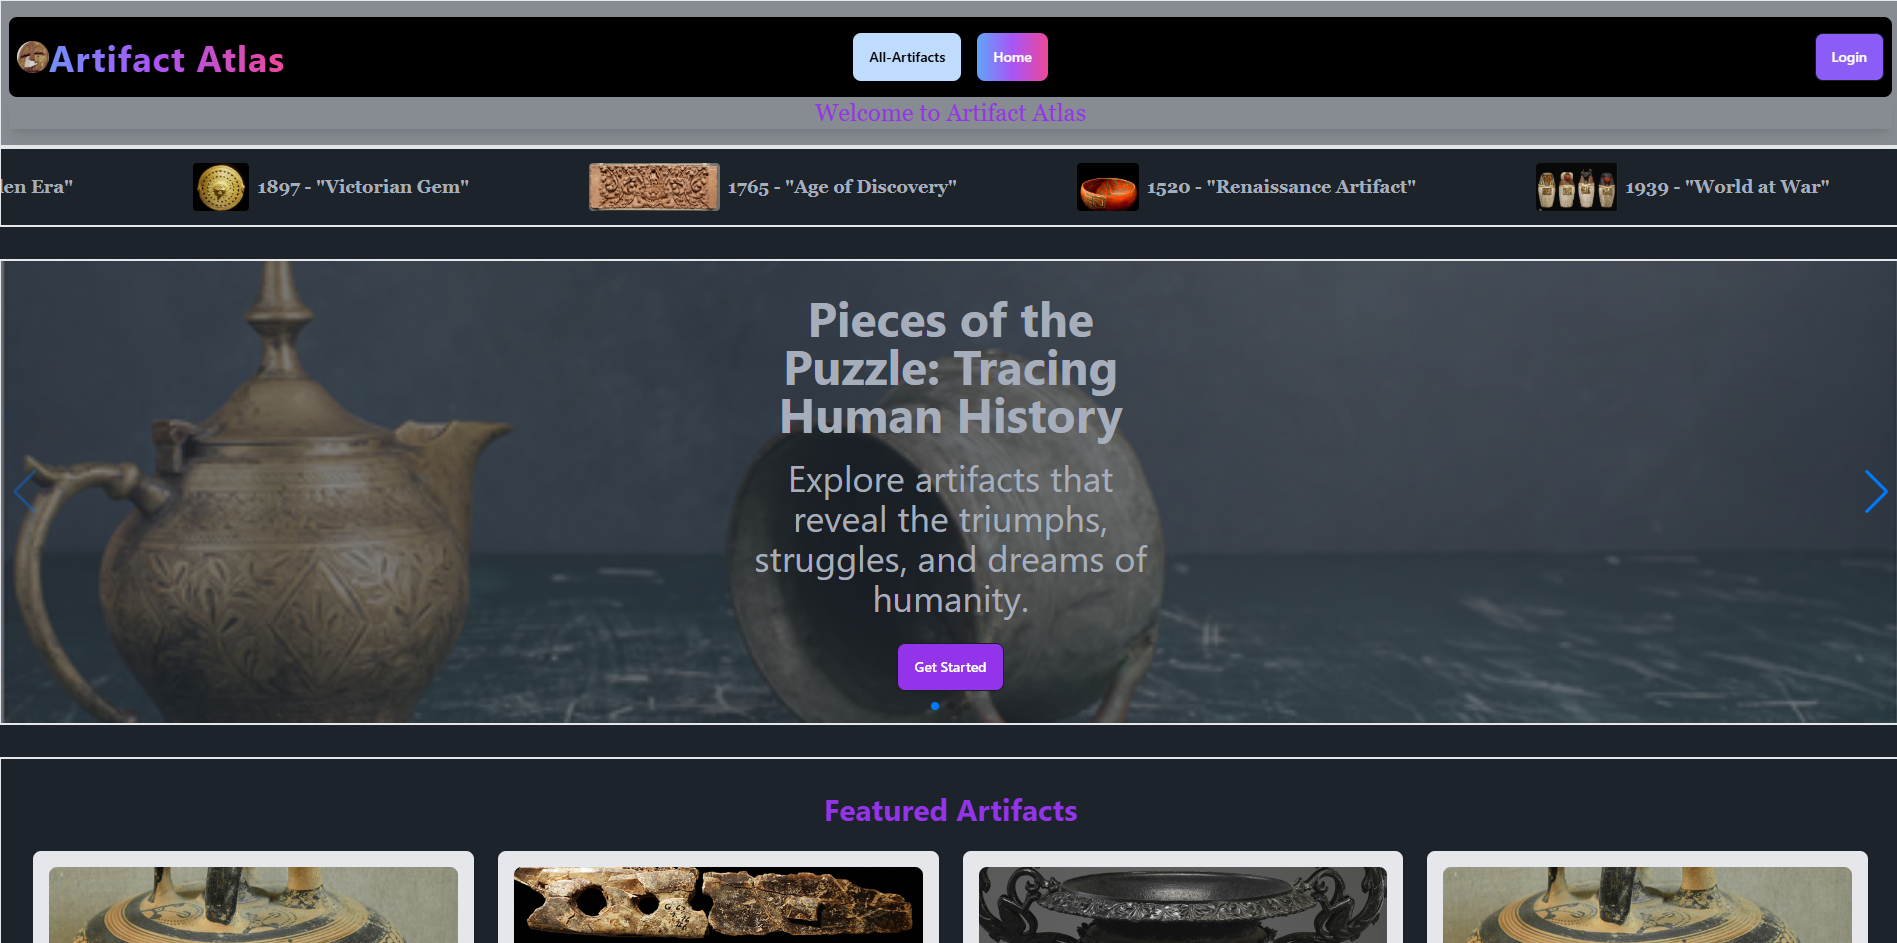 Artifact Atlas
All-Artifacts
Home
Login
Welcome to Artifact Atlas
len Era"
1897 - "Victorian Gem"
1765 - "Age of Discovery"
1520 - "Renaissance Artifact"
1939 - "World at War"
Pieces of the
Puzzle: Tracing
Human History
Explore artifacts that
reveal the triumphs,
struggles, and dreams of
humanity.
Get Started
Featured Artifacts